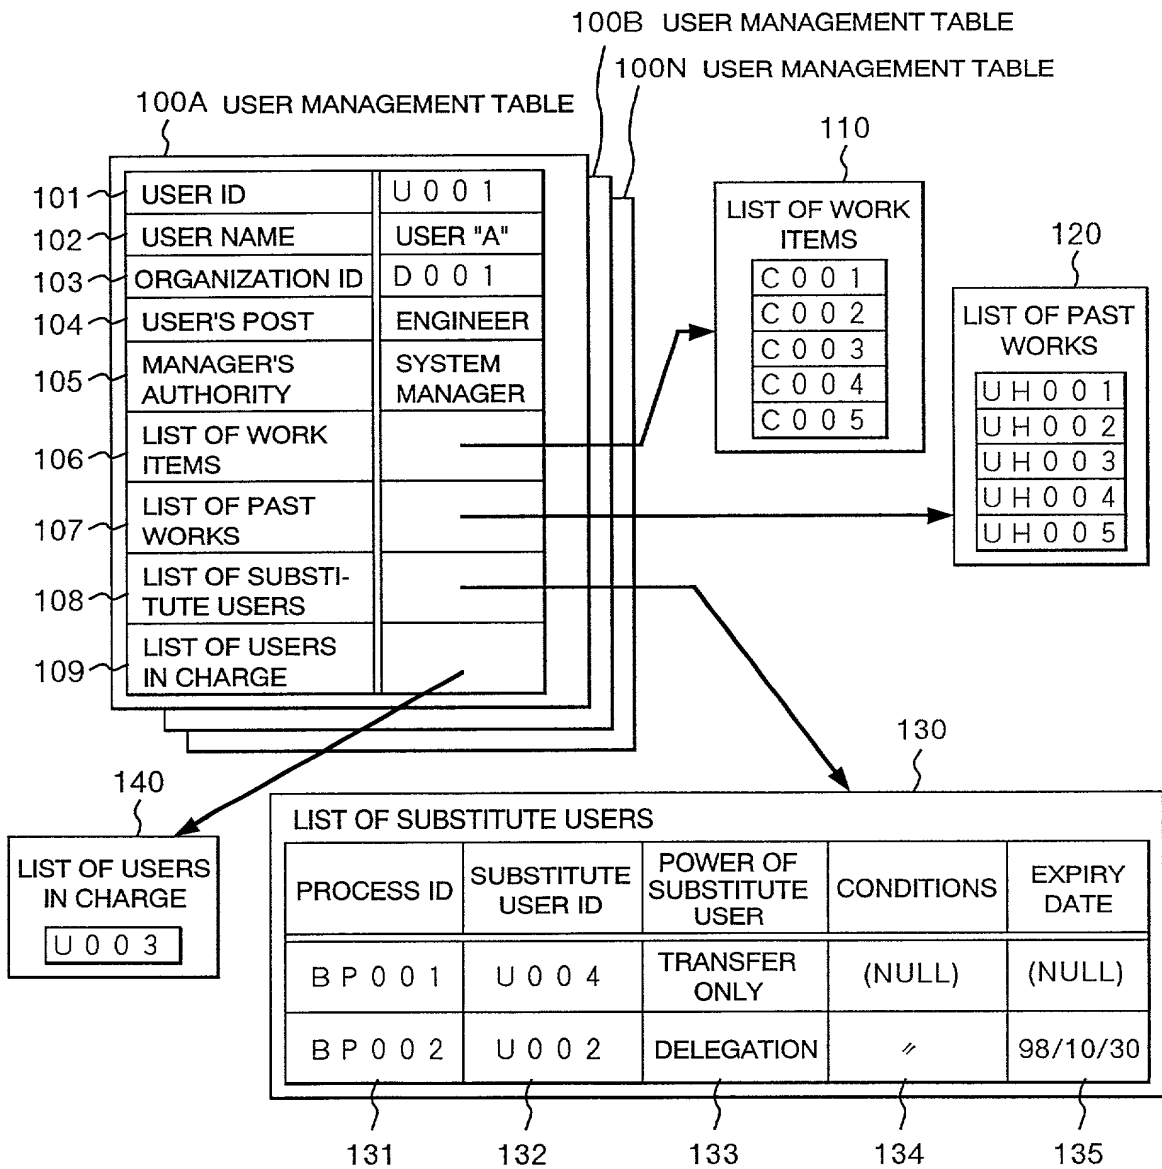 100B USER MANAGEMENT TABLE
100N USER MANAGEMENT TABLE
100A USER MANAGEMENT TABLE
101 USER ID U001
102 USER NAME USER "A"
103 ORGANIZATION ID D001
104 USER'S POST ENGINEER
105 MANAGER'S AUTHORITY SYSTEM MANAGER
106 LIST OF WORK ITEMS
107 LIST OF PAST WORKS
108 LIST OF SUBSTI-
TUTE USERS
109 LIST OF USERS IN CHARGE
110
LIST OF WORK
ITEMS
C001
C002
C003
C004
C005
120
LIST OF PAST
WORKS
UH001
UH002
UH003
UH004
UH005
140
LIST OF USERS
IN CHARGE
U003
130
LIST OF SUBSTITUTE USERS
PROCESS ID SUBSTITUTE USER ID POWER OF SUBSTITUTE USER CONDITIONS EXPIRY DATE
BP001 U004 TRANSFER ONLY (NULL) (NULL)
BP002 U002 DELEGATION 〃 98/10/30
131 132 133 134 135